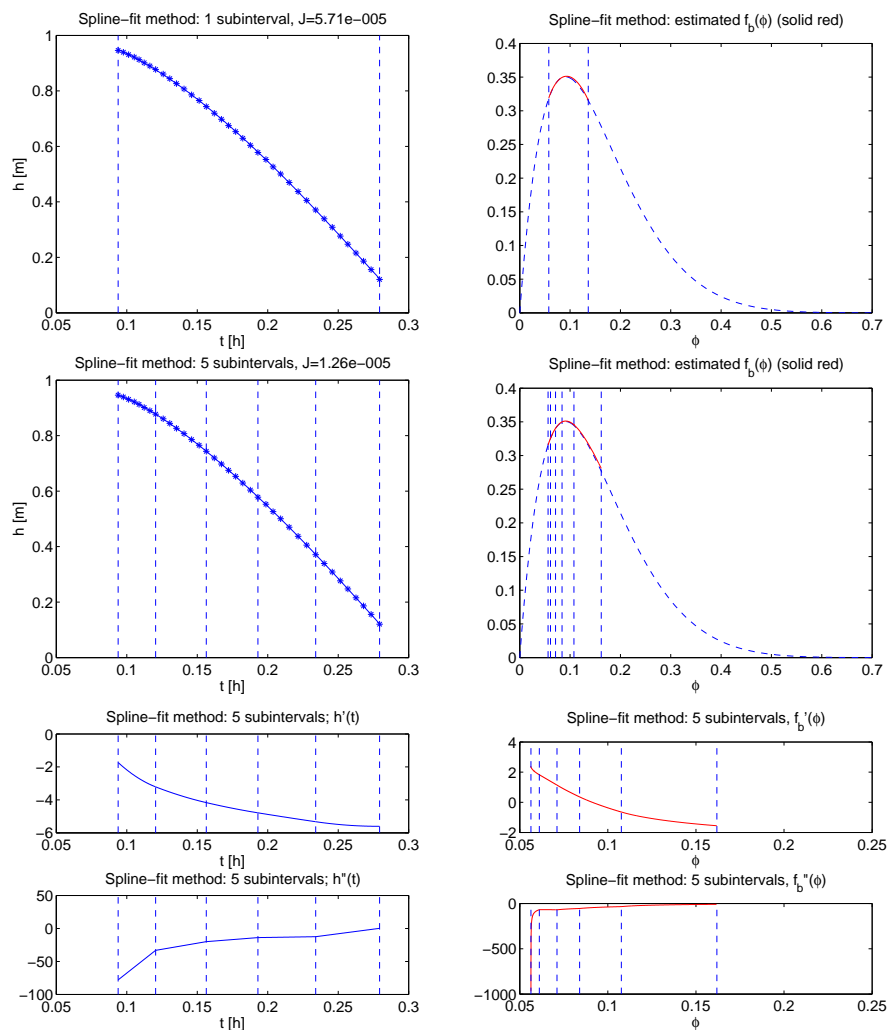 Spline−fit method: 1 subinterval, J=5.71e−005
1
0.8
0.6
0.4
0.2
0
h [m]
0.05 0.1 0.15 0.2 0.25 0.3
t [h]
Spline−fit method: estimated f_b(ϕ) (solid red)
0.4
0.35
0.3
0.25
0.2
0.15
0.1
0.05
0
0 0.1 0.2 0.3 0.4 0.5 0.6 0.7
ϕ
Spline−fit method: 5 subintervals, J=1.26e−005
1
0.8
0.6
0.4
0.2
0
h [m]
0.05 0.1 0.15 0.2 0.25 0.3
t [h]
Spline−fit method: estimated f_b(ϕ) (solid red)
0.4
0.35
0.3
0.25
0.2
0.15
0.1
0.05
0
0 0.1 0.2 0.3 0.4 0.5 0.6 0.7
ϕ
Spline−fit method: 5 subintervals; h'(t)
0
−2
−4
−6
0.05 0.1 0.15 0.2 0.25 0.3
t [h]
Spline−fit method: 5 subintervals, f_b'(ϕ)
4
2
0
−2
0.05 0.1 0.15 0.2 0.25
ϕ
Spline−fit method: 5 subintervals; h''(t)
50
0
−50
−100
0.05 0.1 0.15 0.2 0.25 0.3
t [h]
Spline−fit method: 5 subintervals, f_b''(ϕ)
0
−500
−1000
0.05 0.1 0.15 0.2 0.25
ϕ